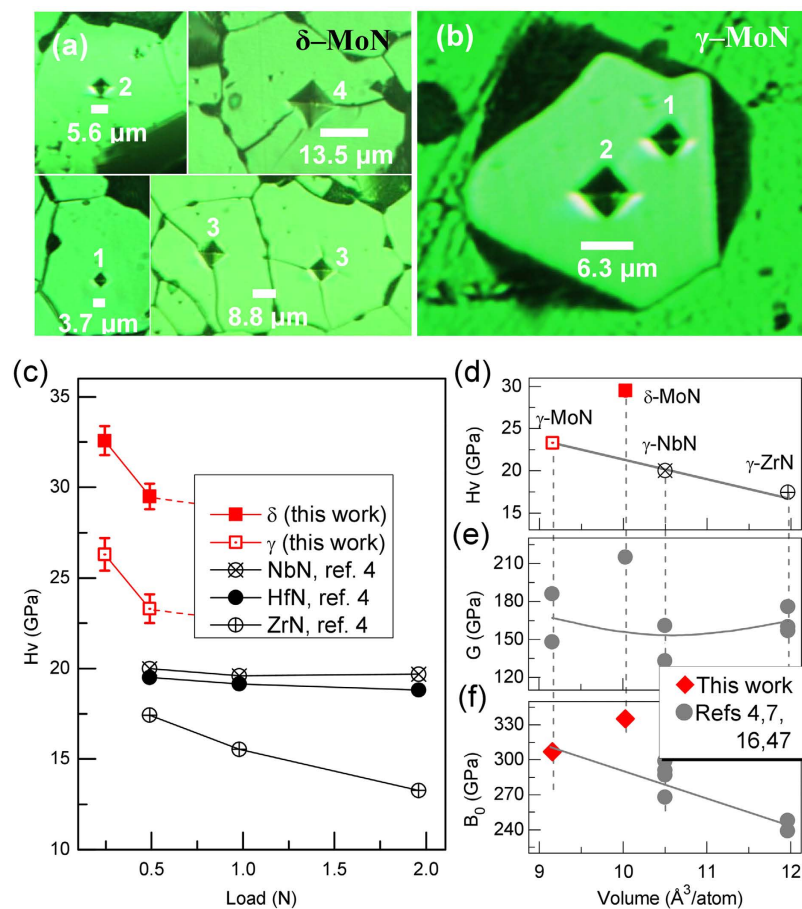 (a)
δ–MoN
2
5.6 µm
4
13.5 µm
1
3.7 µm
3
3
8.8 µm
(b)
γ–MoN
1
2
6.3 µm
(c)
35
30
25
20
15
10
Hv (GPa)
0.5
1.0
1.5
2.0
Load (N)
δ (this work)
γ (this work)
NbN, ref. 4
HfN, ref. 4
ZrN, ref. 4
(d)
30
25
20
15
Hv (GPa)
γ-MoN
δ-MoN
γ-NbN
γ-ZrN
(e)
210
180
150
120
G (GPa)
This work
Refs 4,7,
16,47
(f)
330
300
270
240
B0 (GPa)
9
10
11
12
Volume (Å³/atom)